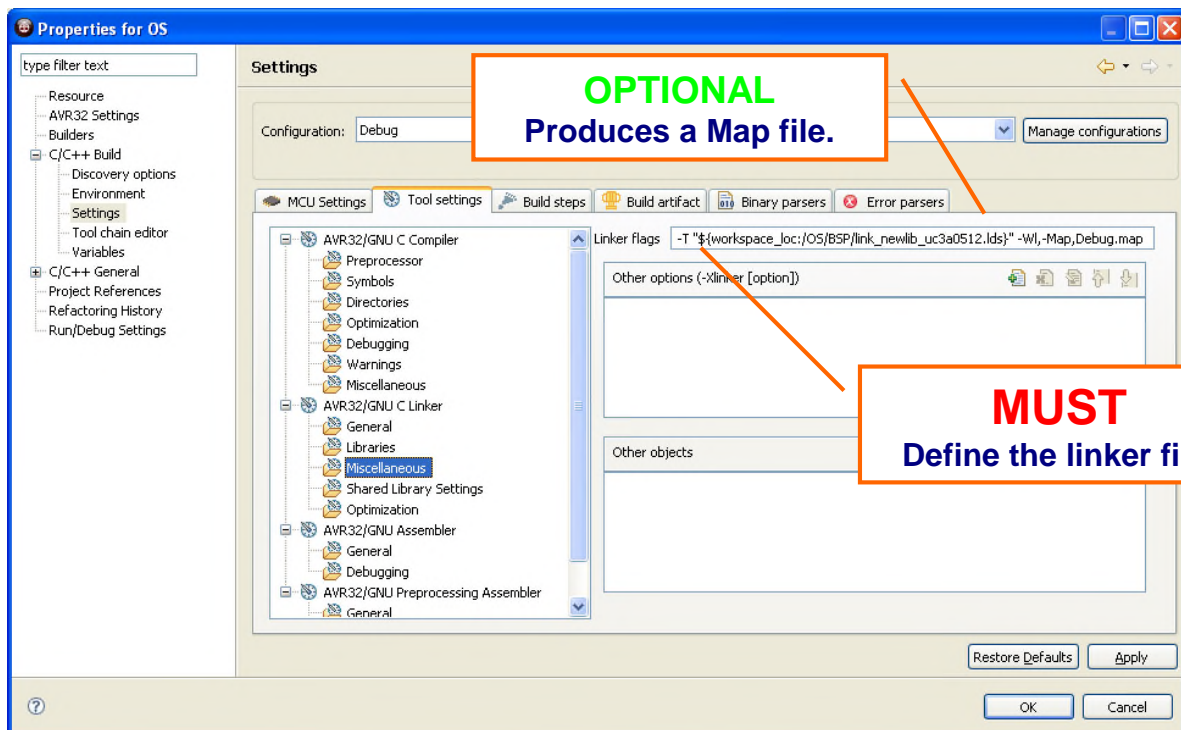 Properties for OS
type filter text
Resource
AVR32 Settings
Builders
C/C++ Build
Discovery options
Environment
Settings
Tool chain editor
Variables
C/C++ General
Project References
Refactoring History
Run/Debug Settings
Settings
OPTIONAL
Produces a Map file.
Configuration: Debug
Manage configurations
MCU Settings Tool settings Build steps Build artifact Binary parsers Error parsers
AVR32/GNU C Compiler
Preprocessor
Symbols
Directories
Optimization
Debugging
Warnings
Miscellaneous
AVR32/GNU C Linker
General
Libraries
Miscellaneous
Shared Library Settings
Optimization
AVR32/GNU Assembler
General
Debugging
AVR32/GNU Preprocessing Assembler
General
Linker flags -T "${workspace_loc:/OS/BSP/link_newlib_uc3a0512.lds}" -Wl,-Map,Debug.map
Other options (-Xlinker [option])
MUST
Define the linker fi
Other objects
Restore Defaults Apply
OK Cancel